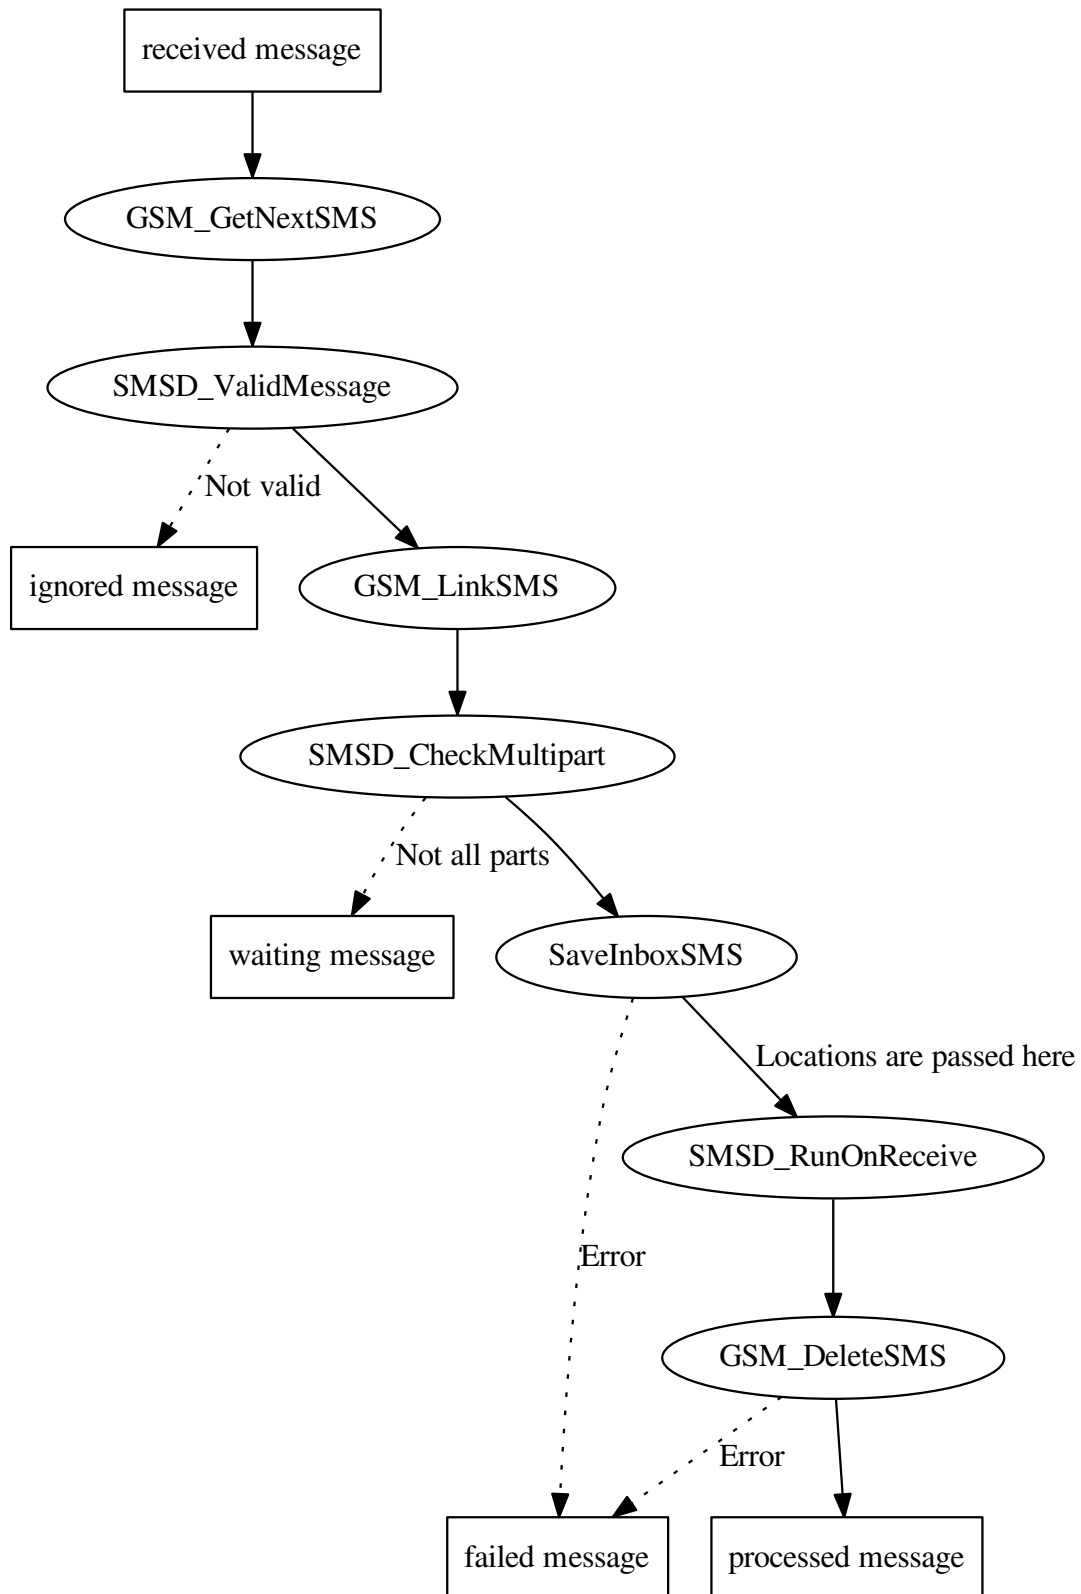 received message
GSM_GetNextSMS
SMSD_ValidMessage
Not valid
ignored message
GSM_LinkSMS
SMSD_CheckMultipart
Not all parts
waiting message
SaveInboxSMS
Locations are passed here
SMSD_RunOnReceive
Error
GSM_DeleteSMS
Error
failed message
processed message